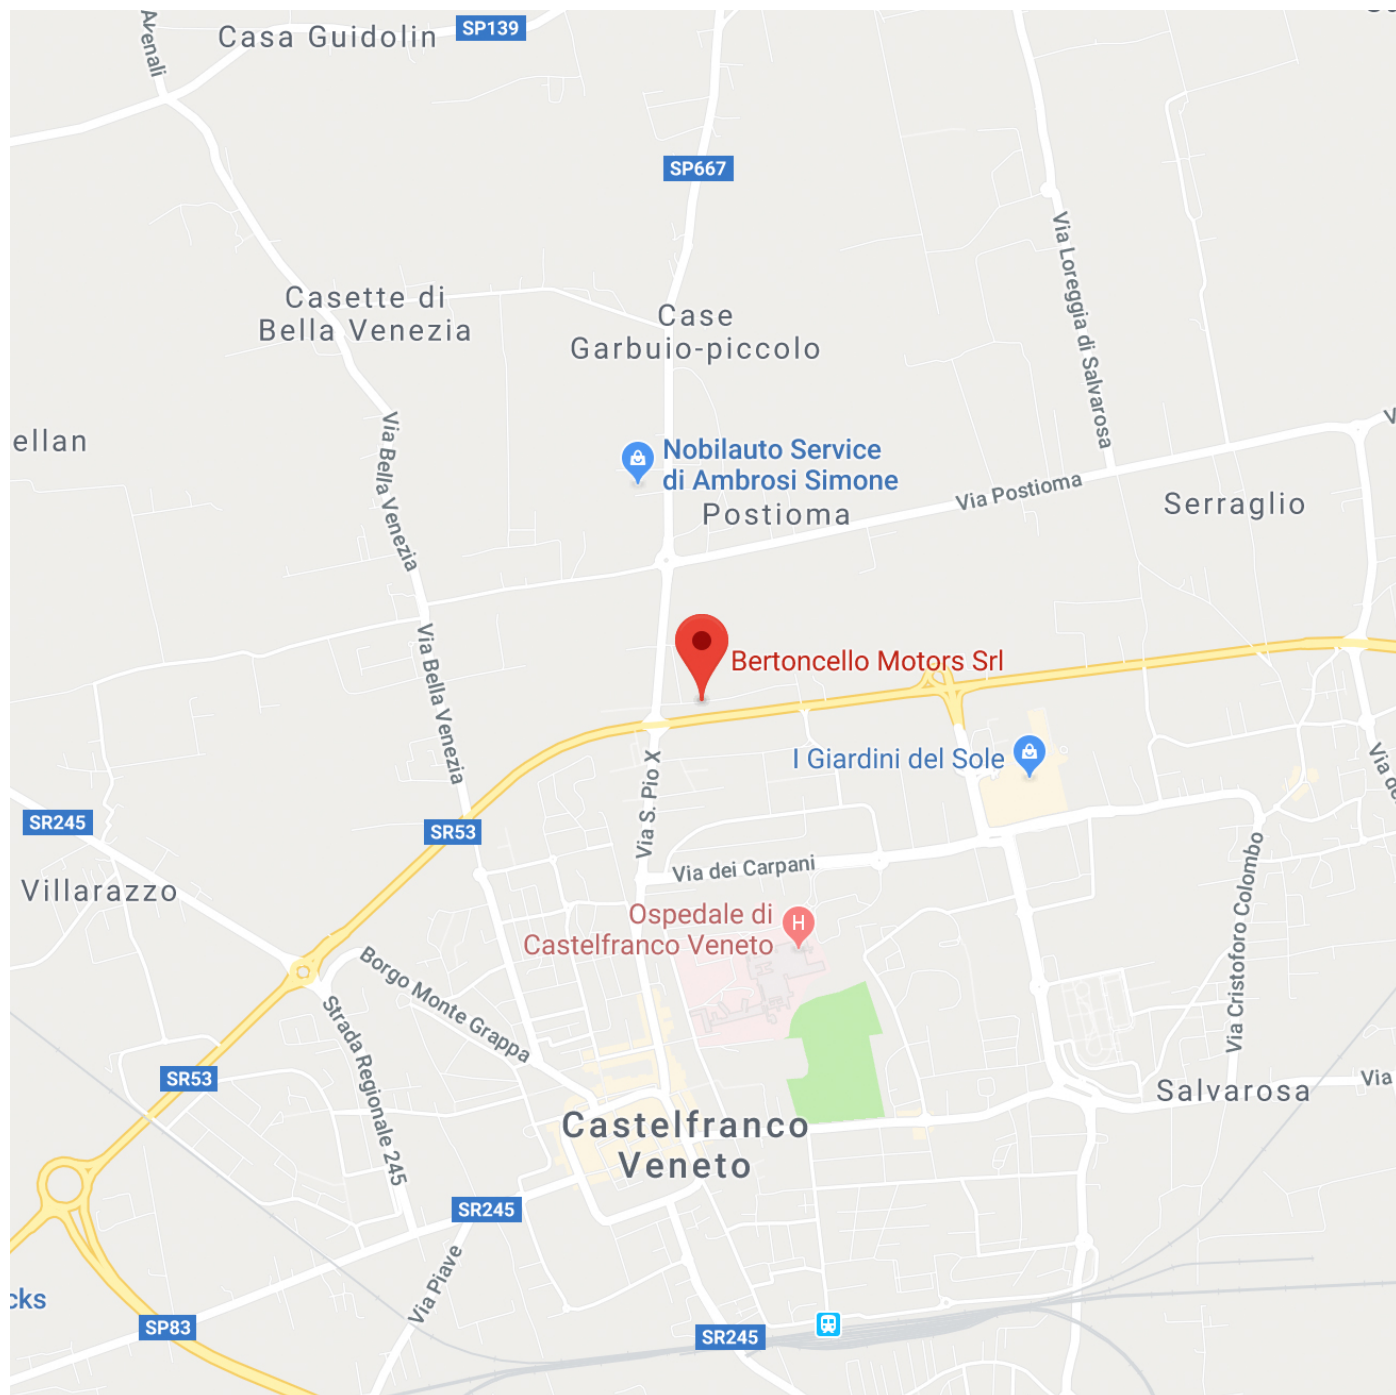 Avenali
Casa Guidolin
SP139
SP667
Via Loreggia di Salvarosa
Casette di
Bella Venezia
Case
Garbuio-piccolo
ellan
Via Bella Venezia
Nobilauto Service
di Ambrosi Simone
Postioma
Via Postioma
Serraglio
Via Bella Venezia
Bertoncello Motors Srl
I Giardini del Sole
Via S. Pio X
Via de
SR245
SR53
Via dei Carpani
Villarazzo
Ospedale di
Castelfranco Veneto
H
Via Cristoforo Colombo
Borgo Monte Grappa
Strada Regionale 245
SR53
Salvarosa
Via
Castelfranco
Veneto
SR245
Via Piave
cks
SP83
SR245